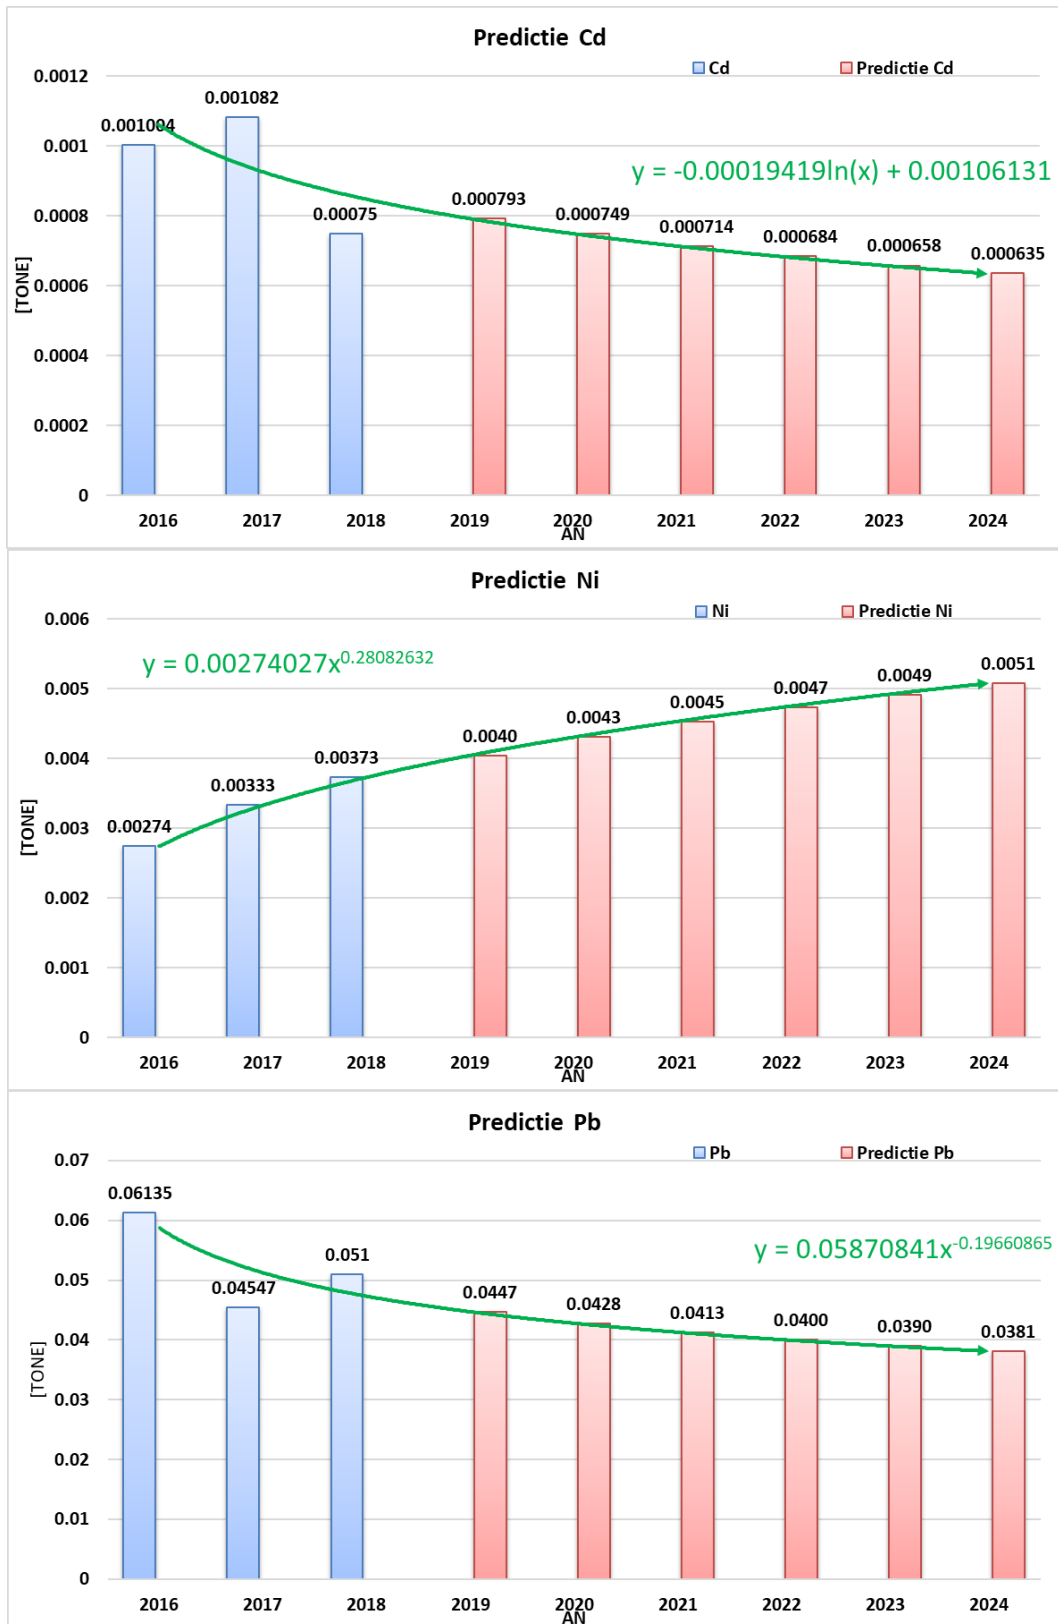 Predictie Cd
Cd Predictie Cd
0.0012
0.001
0.0008
0.0006
0.0004
0.0002
0
[TONE]
0.001004
0.001082
0.00075
0.000793
0.000749
0.000714
0.000684
0.000658
0.000635
y = -0.00019419ln(x) + 0.00106131
2016 2017 2018 2019 2020 2021 2022 2023 2024
AN
Predictie Ni
Ni Predictie Ni
0.006
0.005
0.004
0.003
0.002
0.001
0
[TONE]
y = 0.00274027x^0.28082632
0.00274
0.00333
0.00373
0.0040
0.0043
0.0045
0.0047
0.0049
0.0051
2016 2017 2018 2019 2020 2021 2022 2023 2024
AN
Predictie Pb
Pb Predictie Pb
0.07
0.06
0.05
0.04
0.03
0.02
0.01
0
[TONE]
0.06135
0.04547
0.051
0.0447
0.0428
0.0413
0.0400
0.0390
0.0381
y = 0.05870841x^-0.19660865
2016 2017 2018 2019 2020 2021 2022 2023 2024
AN